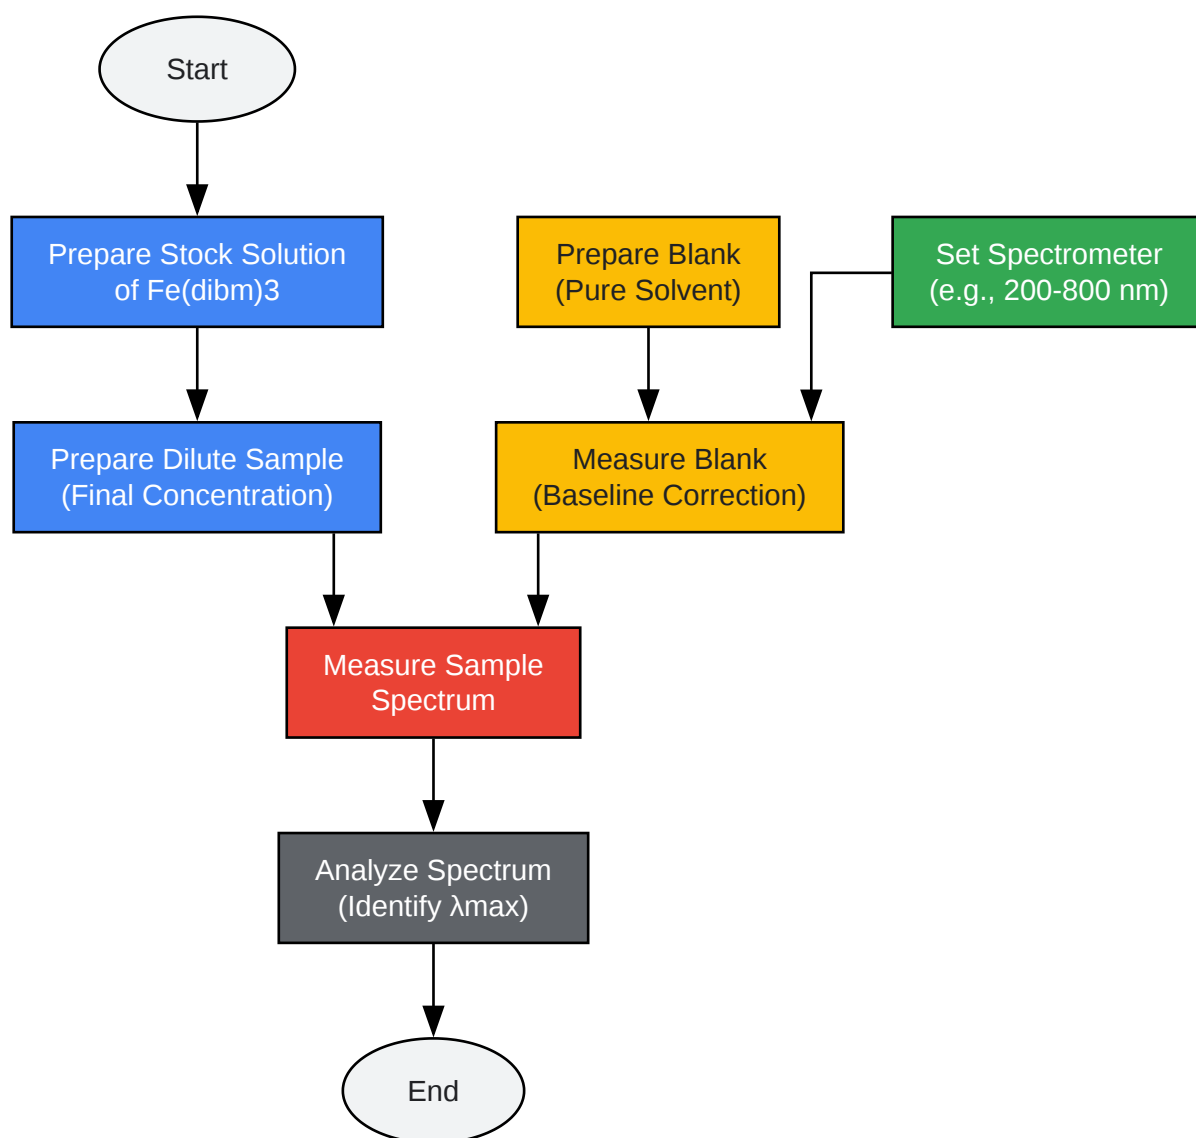 Start
Prepare Stock Solution
of Fe(dibm)3
Prepare Blank
(Pure Solvent)
Set Spectrometer
(e.g., 200-800 nm)
Prepare Dilute Sample
(Final Concentration)
Measure Blank
(Baseline Correction)
Measure Sample
Spectrum
Analyze Spectrum
(Identify λmax)
End